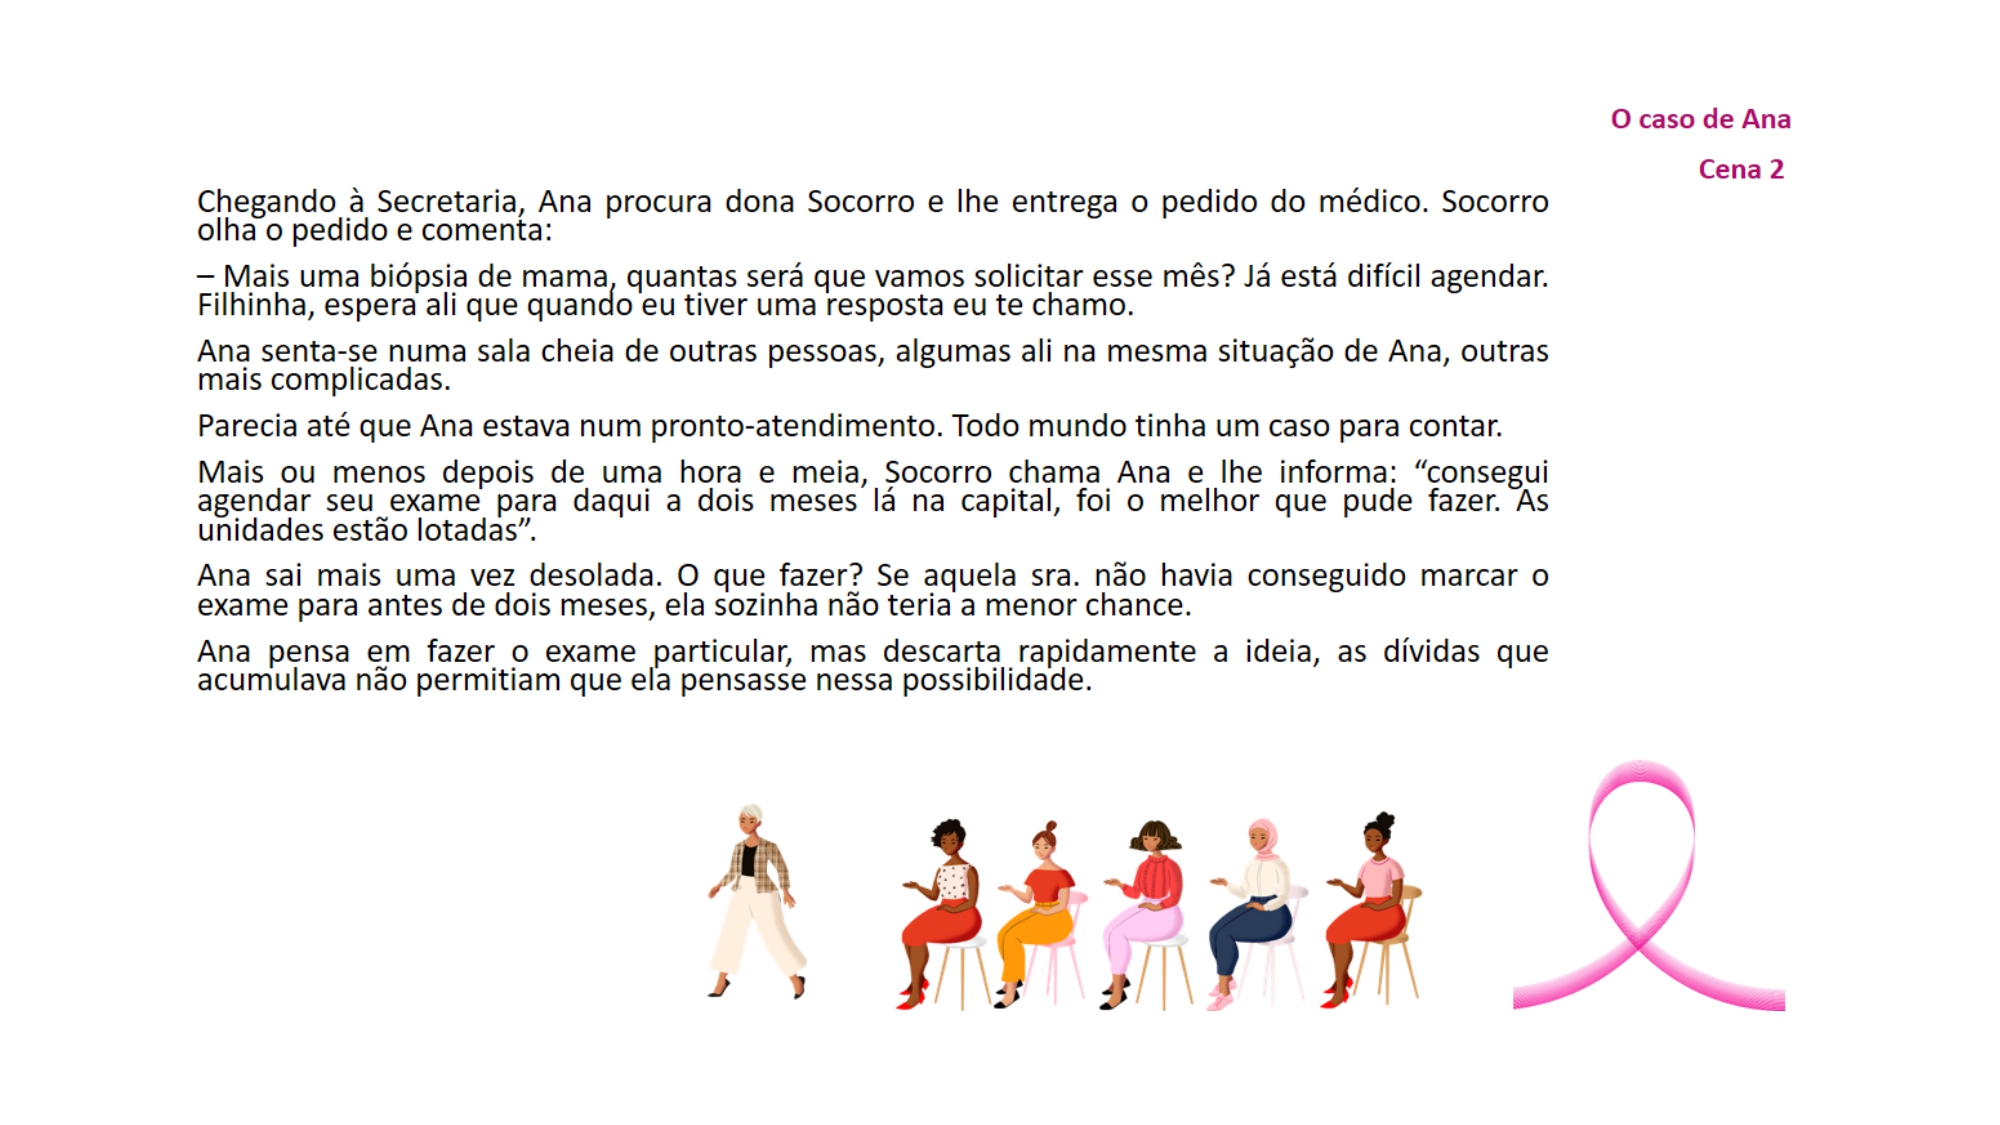 O caso de Ana
Cena 2
Chegando à Secretaria, Ana procura dona Socorro e lhe entrega o pedido do médico. Socorro
olha o pedido e comenta:
– Mais uma biópsia de mama, quantas será que vamos solicitar esse mês? Já está difícil agendar.
Filhinha, espera ali que quando eu tiver uma resposta eu te chamo.
Ana senta-se numa sala cheia de outras pessoas, algumas ali na mesma situação de Ana, outras
mais complicadas.
Parecia até que Ana estava num pronto-atendimento. Todo mundo tinha um caso para contar.
Mais ou menos depois de uma hora e meia, Socorro chama Ana e lhe informa: “consegui
agendar seu exame para daqui a dois meses lá na capital, foi o melhor que pude fazer. As
unidades estão lotadas”.
Ana sai mais uma vez desolada. O que fazer? Se aquela sra. não havia conseguido marcar o
exame para antes de dois meses, ela sozinha não teria a menor chance.
Ana pensa em fazer o exame particular, mas descarta rapidamente a ideia, as dívidas que
acumulava não permitiam que ela pensasse nessa possibilidade.